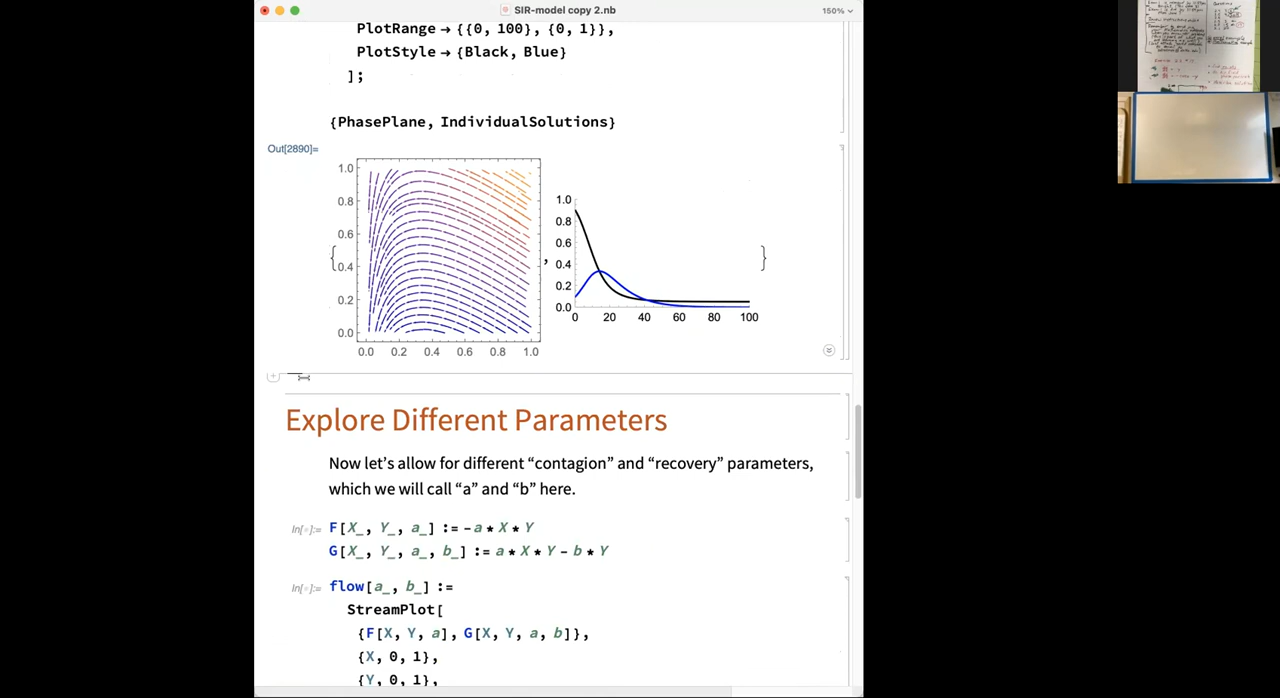 SIR-model copy 2.nb
150%
PlotRange → {{0, 100}, {0, 1}},
PlotStyle → {Black, Blue}
];
{PhasePlane, IndividualSolutions}
Out[2890]=
{ , }
1.0
0.8
0.6
0.4
0.2
0.0
0.0 0.2 0.4 0.6 0.8 1.0
1.0
0.8
0.6
0.4
0.2
0.0
0 20 40 60 80 100
Explore Different Parameters
Now let's allow for different “contagion” and “recovery” parameters,
which we will call “a” and “b” here.
In[∘]:= F[X_, Y_, a_] := -a * X * Y
G[X_, Y_, a_, b_] := a * X * Y - b * Y
In[∘]:= flow[a_, b_] :=
StreamPlot[
{F[X, Y, a], G[X, Y, a, b]},
{X, 0, 1},
{Y, 0, 1},